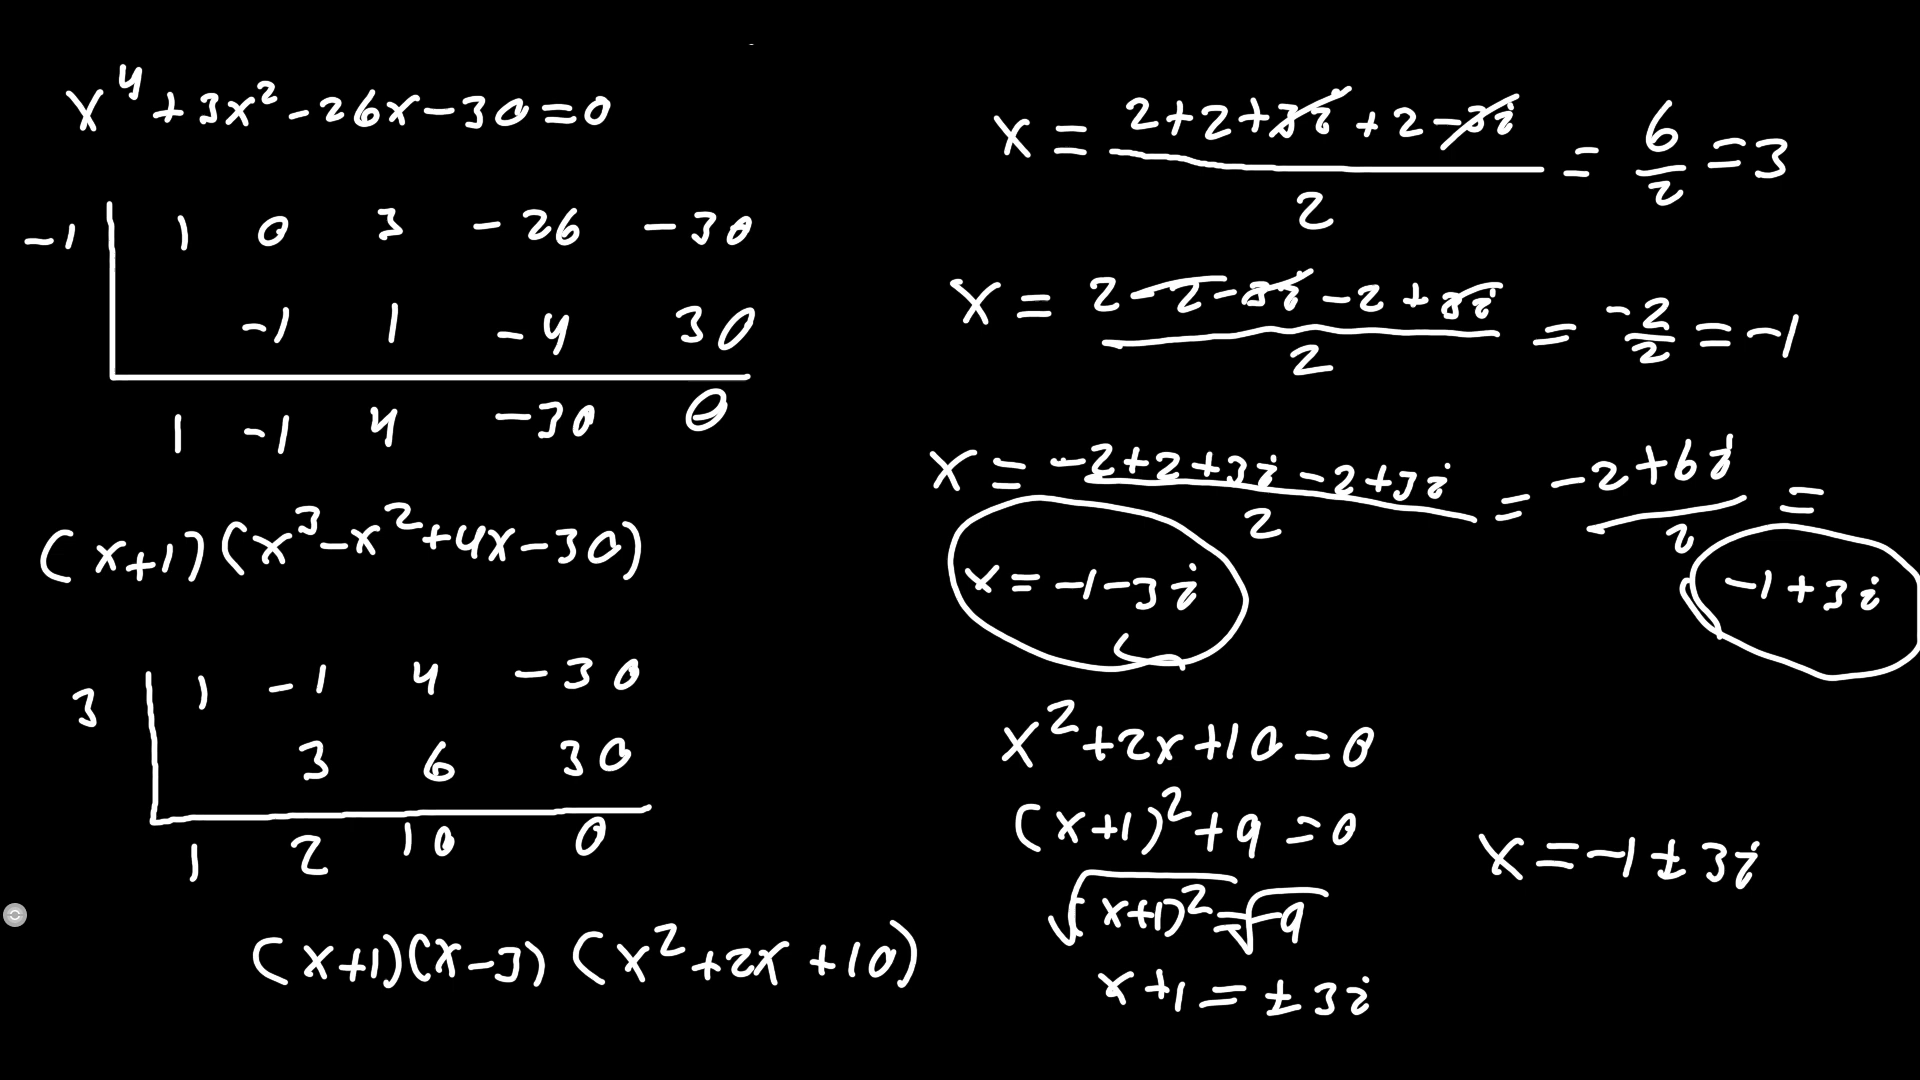 x⁴+3x²-26x-30=0
-1 | 1 0 3 -26 -30
-1 1 -4 30
1 -1 4 -30 0
(x+1)(x³-x²+4x-30)
3 | 1 -1 4 -30
3 6 30
1 2 10 0
(x+1)(x-3)(x²+2x+10)
x = (2+2+3i+2-3i)/2 = 6/2 = 3
x = (2-2-3i-2+3i)/2 = -2/2 = -1
x = (-2+2+3i-2+3i)/2 = (-2+6i)/2 =
x = -1-3i
-1+3i
x²+2x+10=0
(x+1)²+9=0
√(x+1)²=√-9
x+1=±3i
x=-1±3i